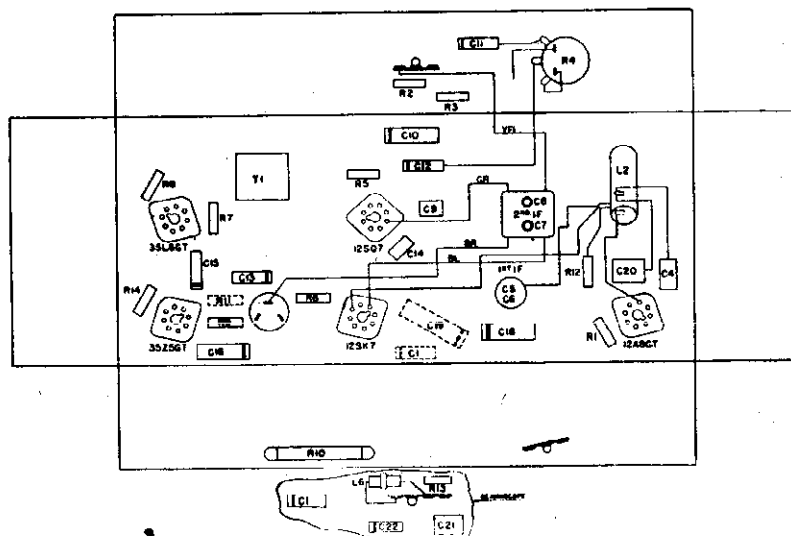 C11
R4
R2
R3
C10
YEL
C12
R8
T1
R5
L2
R7
C9
GR
C8
2ND IF
C7
35L6GT
12SQ7
C14
BR
C15
BL
1ST IF
C13
R12
C20
C4
R14
R6
C5
C6
C19
C18
R1
35Z5GT
C16
12SK7
C1
12A8GT
R10
L6
R13
C1
C22
C21